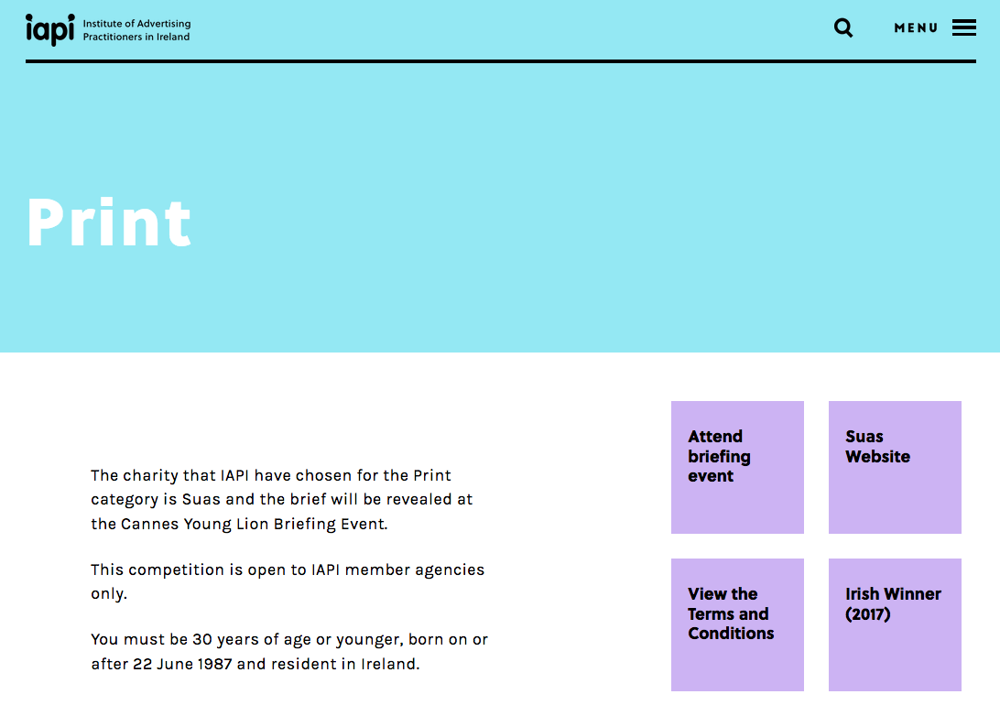 iapi
Institute of Advertising
Practitioners in Ireland
MENU
Print
The charity that IAPI have chosen for the Print
category is Suas and the brief will be revealed at
the Cannes Young Lion Briefing Event.
This competition is open to IAPI member agencies
only.
You must be 30 years of age or younger, born on or
after 22 June 1987 and resident in Ireland.
Attend
briefing
event
Suas
Website
View the
Terms and
Conditions
Irish Winner
(2017)